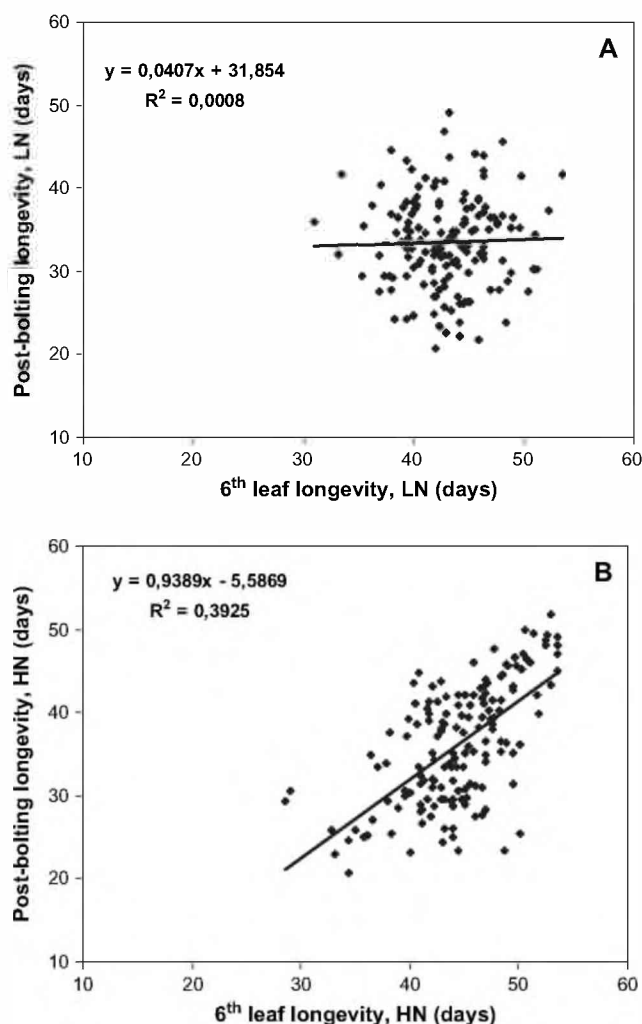 A
y = 0,0407x + 31,854
R² = 0,0008
Post-bolting longevity, LN (days)
60
50
40
30
20
10
10 20 30 40 50 60
6th leaf longevity, LN (days)
B
y = 0,9389x - 5,5869
R² = 0,3925
Post-bolting longevity, HN (days)
60
50
40
30
20
10
10 20 30 40 50 60
6th leaf longevity, HN (days)